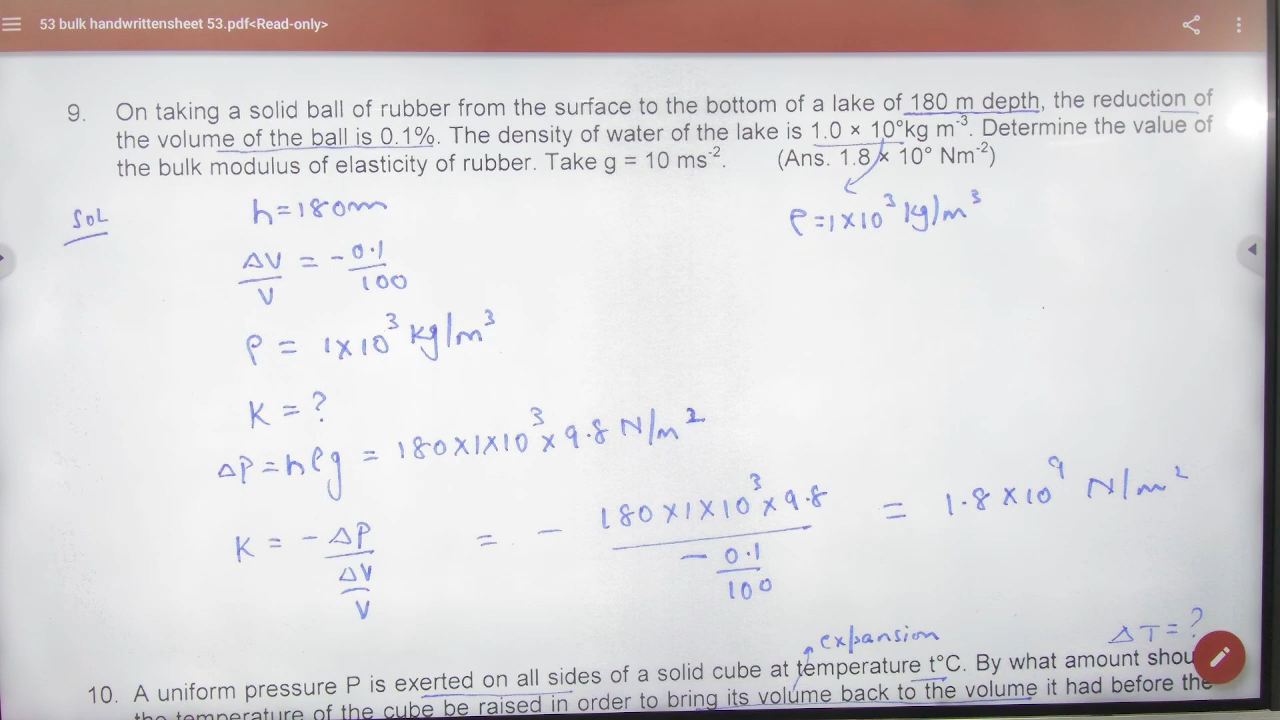 53 bulk handwrittensheet 53.pdf<Read-only>
9. On taking a solid ball of rubber from the surface to the bottom of a lake of 180 m depth, the reduction of
the volume of the ball is 0.1%. The density of water of the lake is 1.0 × 10°kg m⁻³. Determine the value of
the bulk modulus of elasticity of rubber. Take g = 10 ms⁻². (Ans. 1.8 × 10° Nm⁻²)
SOL h=180m ρ=1×10³ kg/m³
ΔV/V = -0.1/100
ρ = 1×10³ kg/m³
K = ?
ΔP=hρg = 180×1×10³×9.8 N/m²
K = -ΔP/(ΔV/V) = - 180×1×10³×9.8/(-0.1/100) = 1.8×10⁹ N/m²
expansion ΔT=?
10. A uniform pressure P is exerted on all sides of a solid cube at temperature t°C. By what amount shou
the temperature of the cube be raised in order to bring its volume back to the volume it had before the